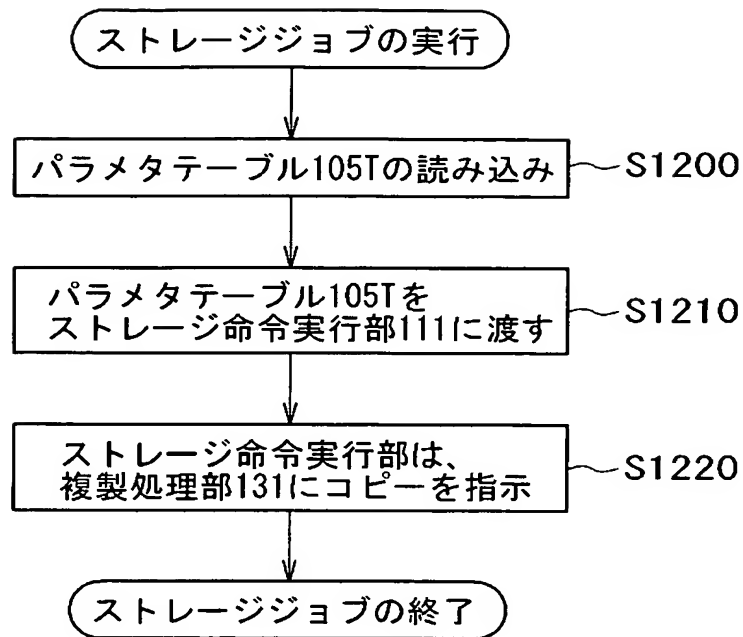 ストレージジョブの実行
パラメタテーブル105Tの読み込み
S1200
パラメタテーブル105Tを
ストレージ命令実行部111に渡す
S1210
ストレージ命令実行部は、
複製処理部131にコピーを指示
S1220
ストレージジョブの終了